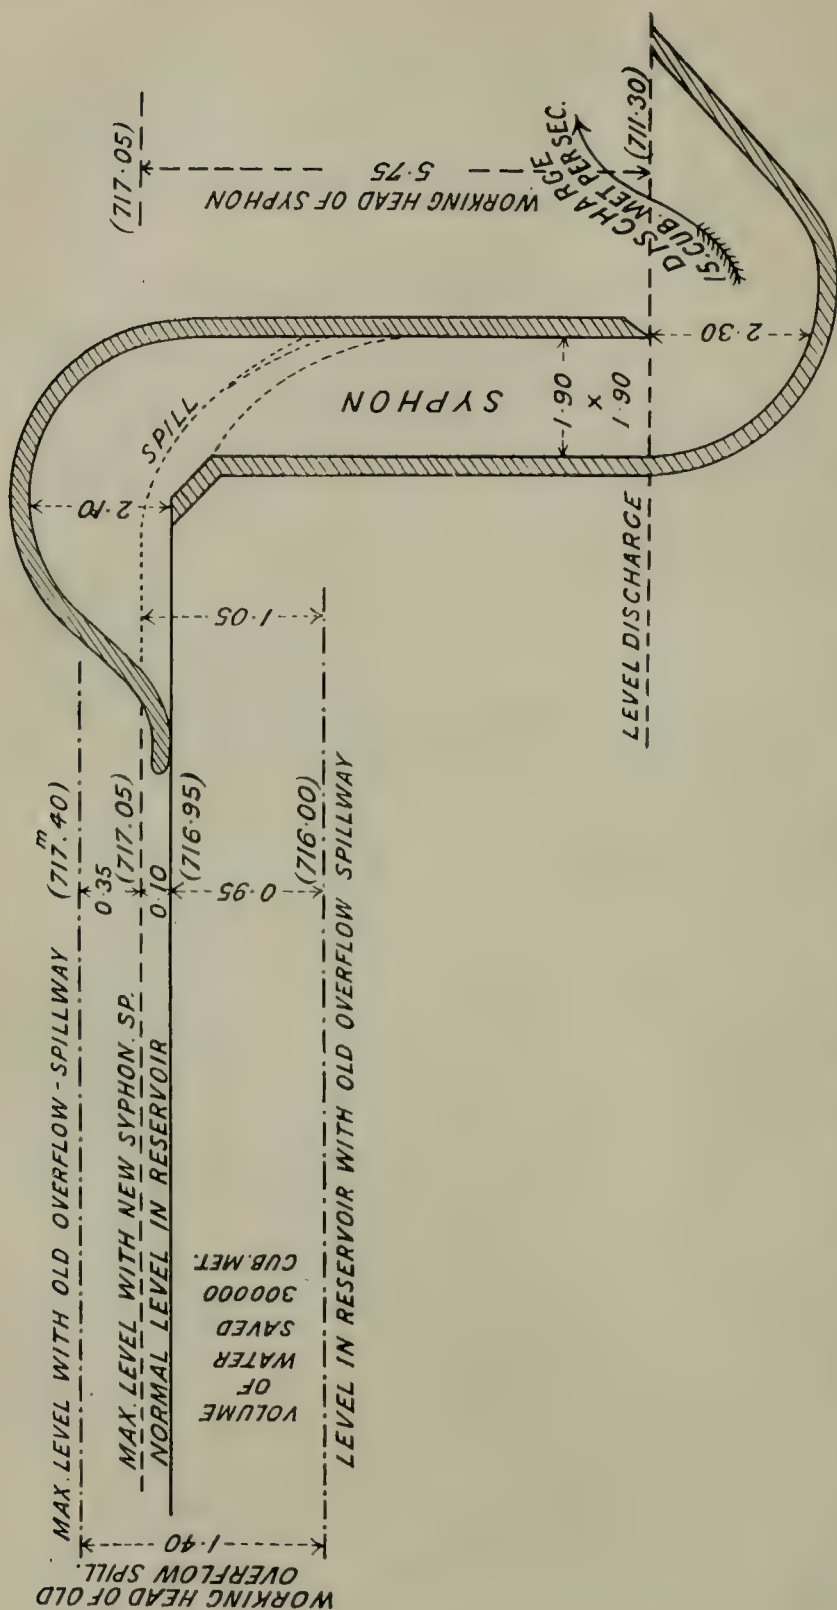 MAX. LEVEL WITH OLD OVERFLOW-SPILLWAY (717.40)
m
0.35
MAX. LEVEL WITH NEW SYPHON. SP. (717.05)
0.10
NORMAL LEVEL IN RESERVOIR
(716.95)
VOLUME
OF
WATER
SAVED
300000
CUB. MET.
0.95
(716.00)
LEVEL IN RESERVOIR WITH OLD OVERFLOW SPILLWAY
WORKING HEAD OF OLD
OVERFLOW SPILL.
1.40
1.05
2.10
SPILL
SYPHON
1.90
×
1.90
LEVEL DISCHARGE
2.30
(717.05)
WORKING HEAD OF SYPHON
5.75
(711.30)
DISCHARGE
15. CUB. MET PER SEC.